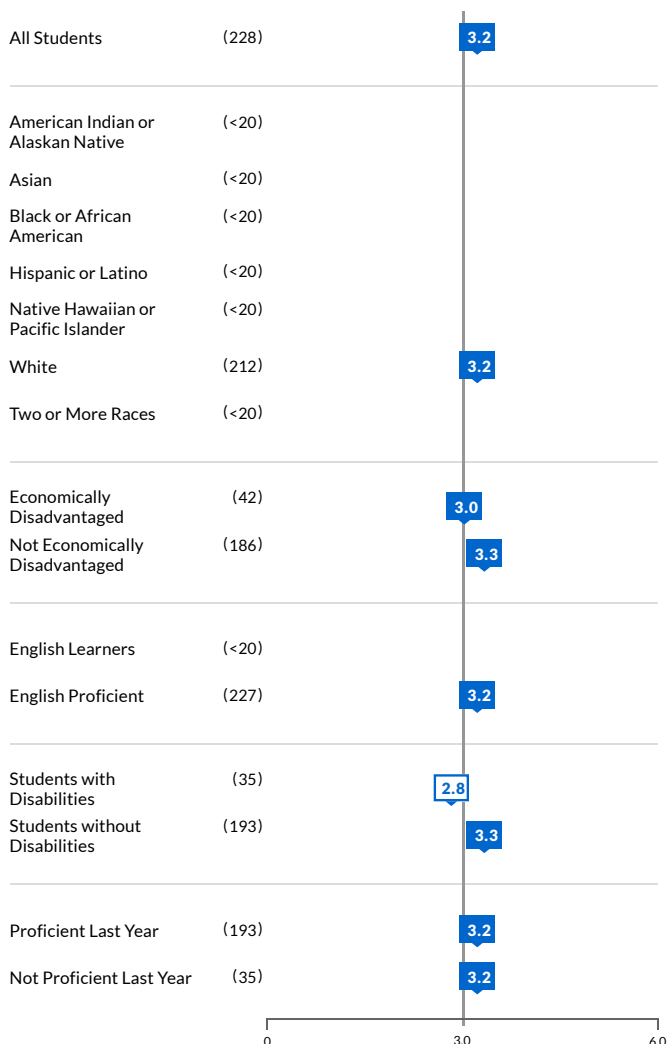 All Students (228) 3.2
American Indian or (<20)
Alaskan Native
Asian (<20)
Black or African (<20)
American
Hispanic or Latino (<20)
Native Hawaiian or (<20)
Pacific Islander
White (212) 3.2
Two or More Races (<20)
Economically (42) 3.0
Disadvantaged
Not Economically (186) 3.3
Disadvantaged
English Learners (<20)
English Proficient (227) 3.2
Students with (35) 2.8
Disabilities
Students without (193) 3.3
Disabilities
Proficient Last Year (193) 3.2
Not Proficient Last Year (35) 3.2
0 3.0 6.0